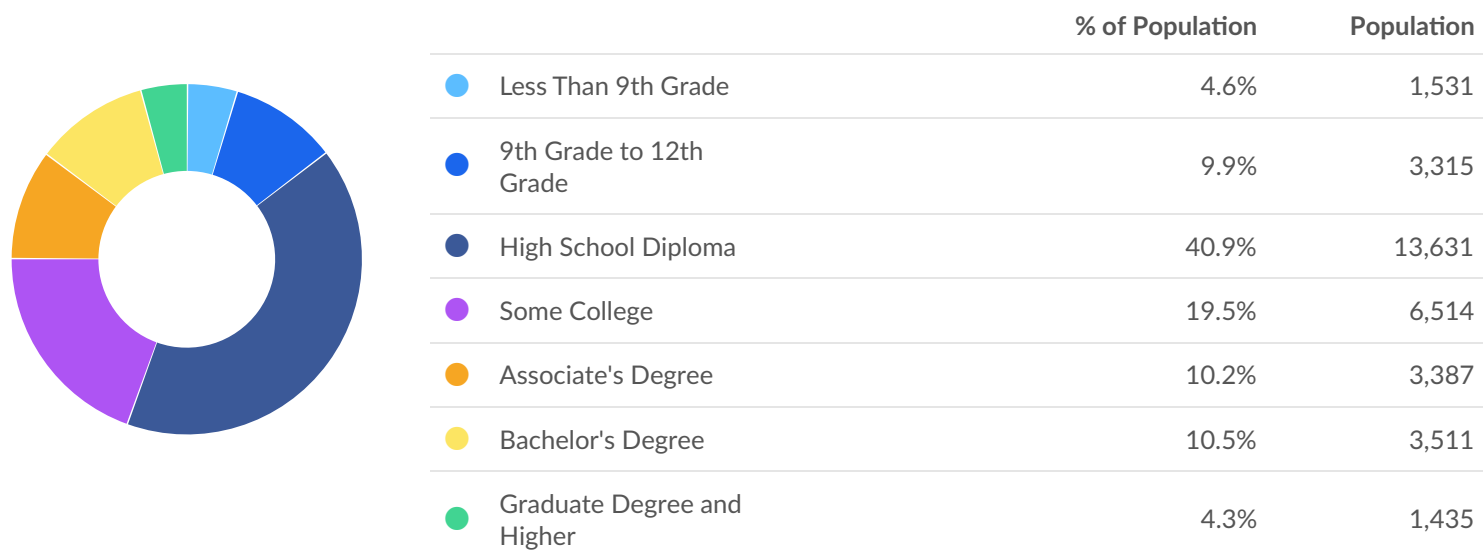 % of Population Population
Less Than 9th Grade 4.6% 1,531
9th Grade to 12th
Grade 9.9% 3,315
High School Diploma 40.9% 13,631
Some College 19.5% 6,514
Associate's Degree 10.2% 3,387
Bachelor's Degree 10.5% 3,511
Graduate Degree and
Higher 4.3% 1,435